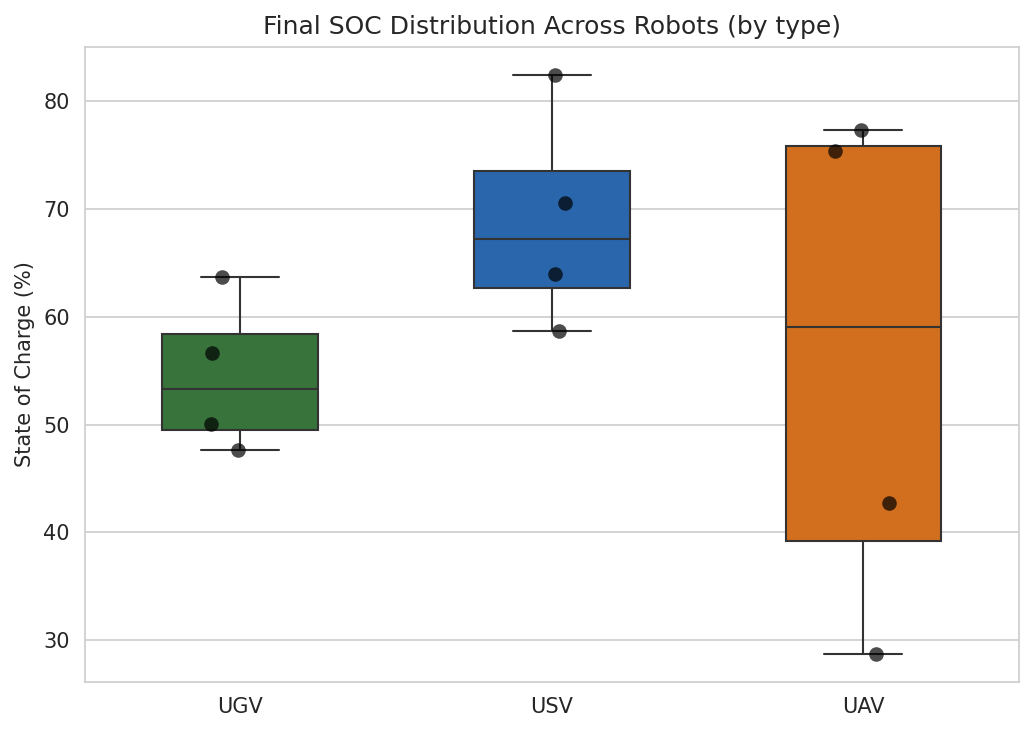 Final SOC Distribution Across Robots (by type)
State of Charge (%)
80
70
60
50
40
30
UGV
USV
UAV